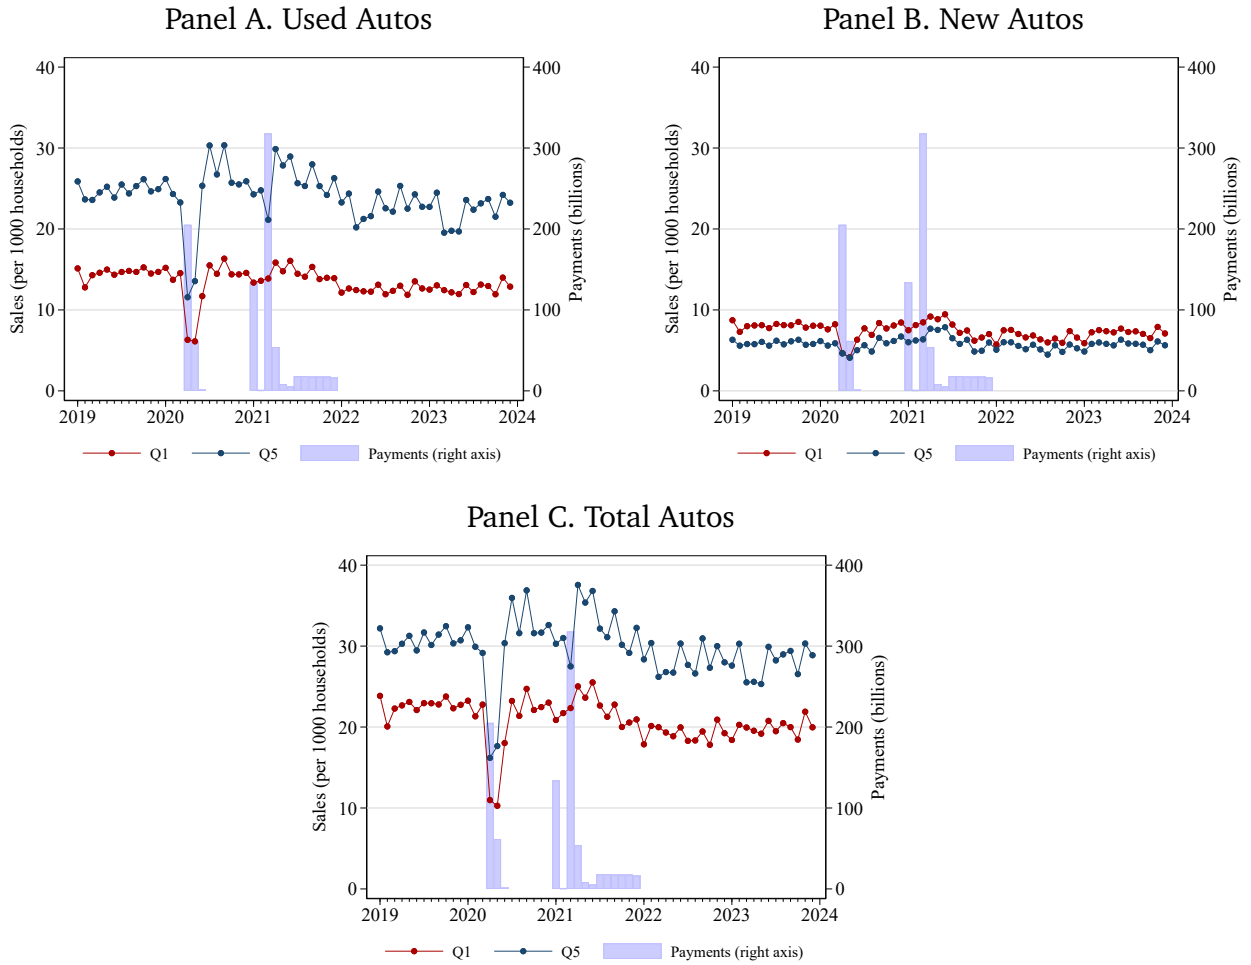 Panel A. Used Autos
Sales (per 1000 households)
40
30
20
10
0
400
300
200
100
0
Payments (billions)
2019 2020 2021 2022 2023 2024
Q1 Q5 Payments (right axis)
Panel B. New Autos
Sales (per 1000 households)
40
30
20
10
0
400
300
200
100
0
Payments (billions)
2019 2020 2021 2022 2023 2024
Q1 Q5 Payments (right axis)
Panel C. Total Autos
Sales (per 1000 households)
40
30
20
10
0
400
300
200
100
0
Payments (billions)
2019 2020 2021 2022 2023 2024
Q1 Q5 Payments (right axis)